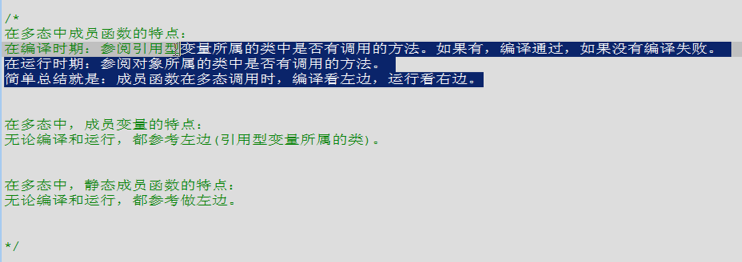 /*
在多态中成员函数的特点:
在编译时期: 参阅引用型变量所属的类中是否有调用的方法。如果有, 编译通过, 如果没有编译失败。
在运行时期: 参阅对象所属的类中是否有调用的方法。
简单总结就是: 成员函数在多态调用时, 编译看左边, 运行看右边。
在多态中, 成员变量的特点:
无论编译和运行, 都参考左边(引用型变量所属的类)。
在多态中, 静态成员函数的特点:
无论编译和运行, 都参考做左边。
*/